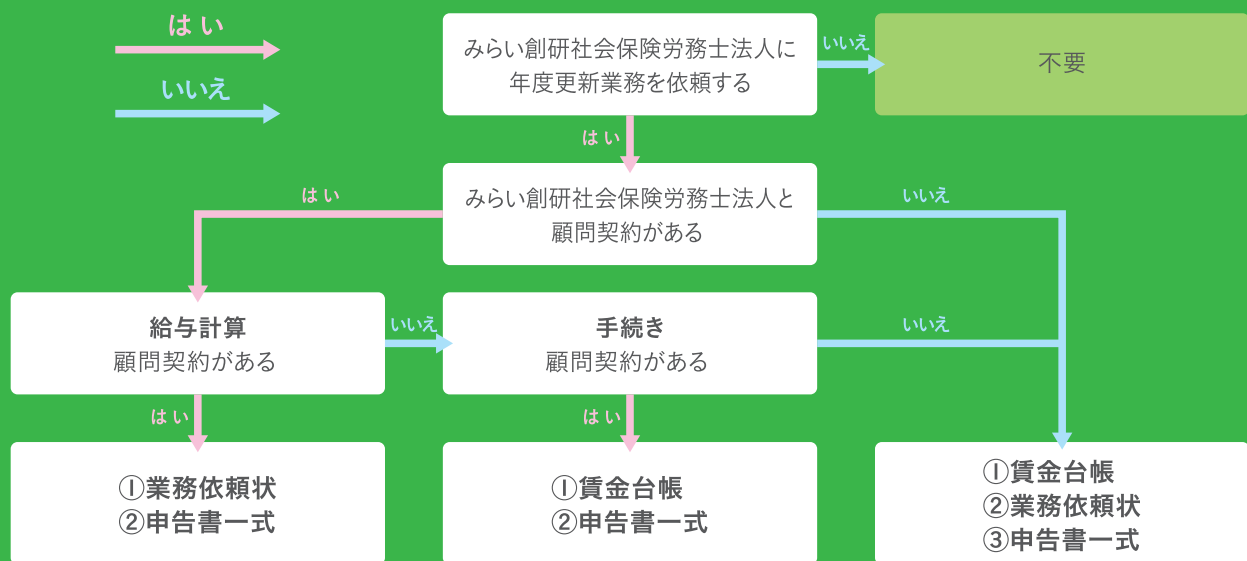 はい
いいえ
みらい創研社会保険労務士法人に
年度更新業務を依頼する
いいえ
不要
はい
みらい創研社会保険労務士法人と
顧問契約がある
はい
いいえ
給与計算
顧問契約がある
いいえ
手続き
顧問契約がある
いいえ
はい
はい
①業務依頼状
②申告書一式
①賃金台帳
②申告書一式
①賃金台帳
②業務依頼状
③申告書一式